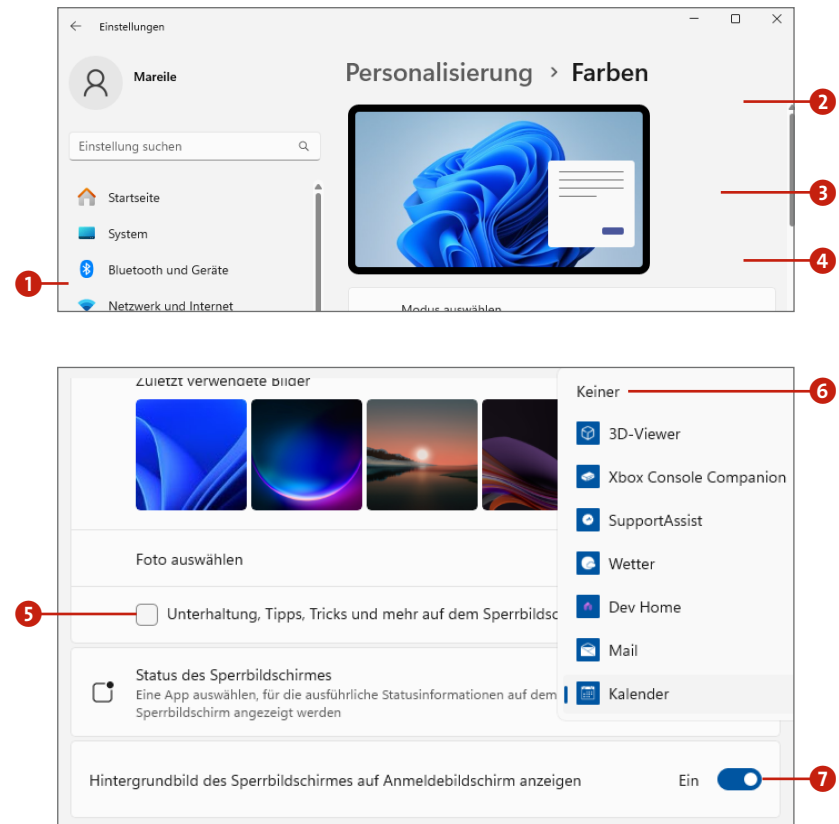 Einstellungen
Mareile
Personalisierung > Farben
2
Einstellung suchen
3
Startseite
System
4
Bluetooth und Geräte
1
Netzwerk und Internet
Modus auswählen
Zuletzt verwendete Bilder
Keiner
6
3D-Viewer
Xbox Console Companion
SupportAssist
Foto auswählen
Wetter
5
Unterhaltung, Tipps, Tricks und mehr auf dem Sperrbildsc
Dev Home
Mail
Status des Sperrbildschirmes
Eine App auswählen, für die ausführliche Statusinformationen auf dem
Sperrbildschirm angezeigt werden
Kalender
Hintergrundbild des Sperrbildschirmes auf Anmeldebildschirm anzeigen
Ein
7